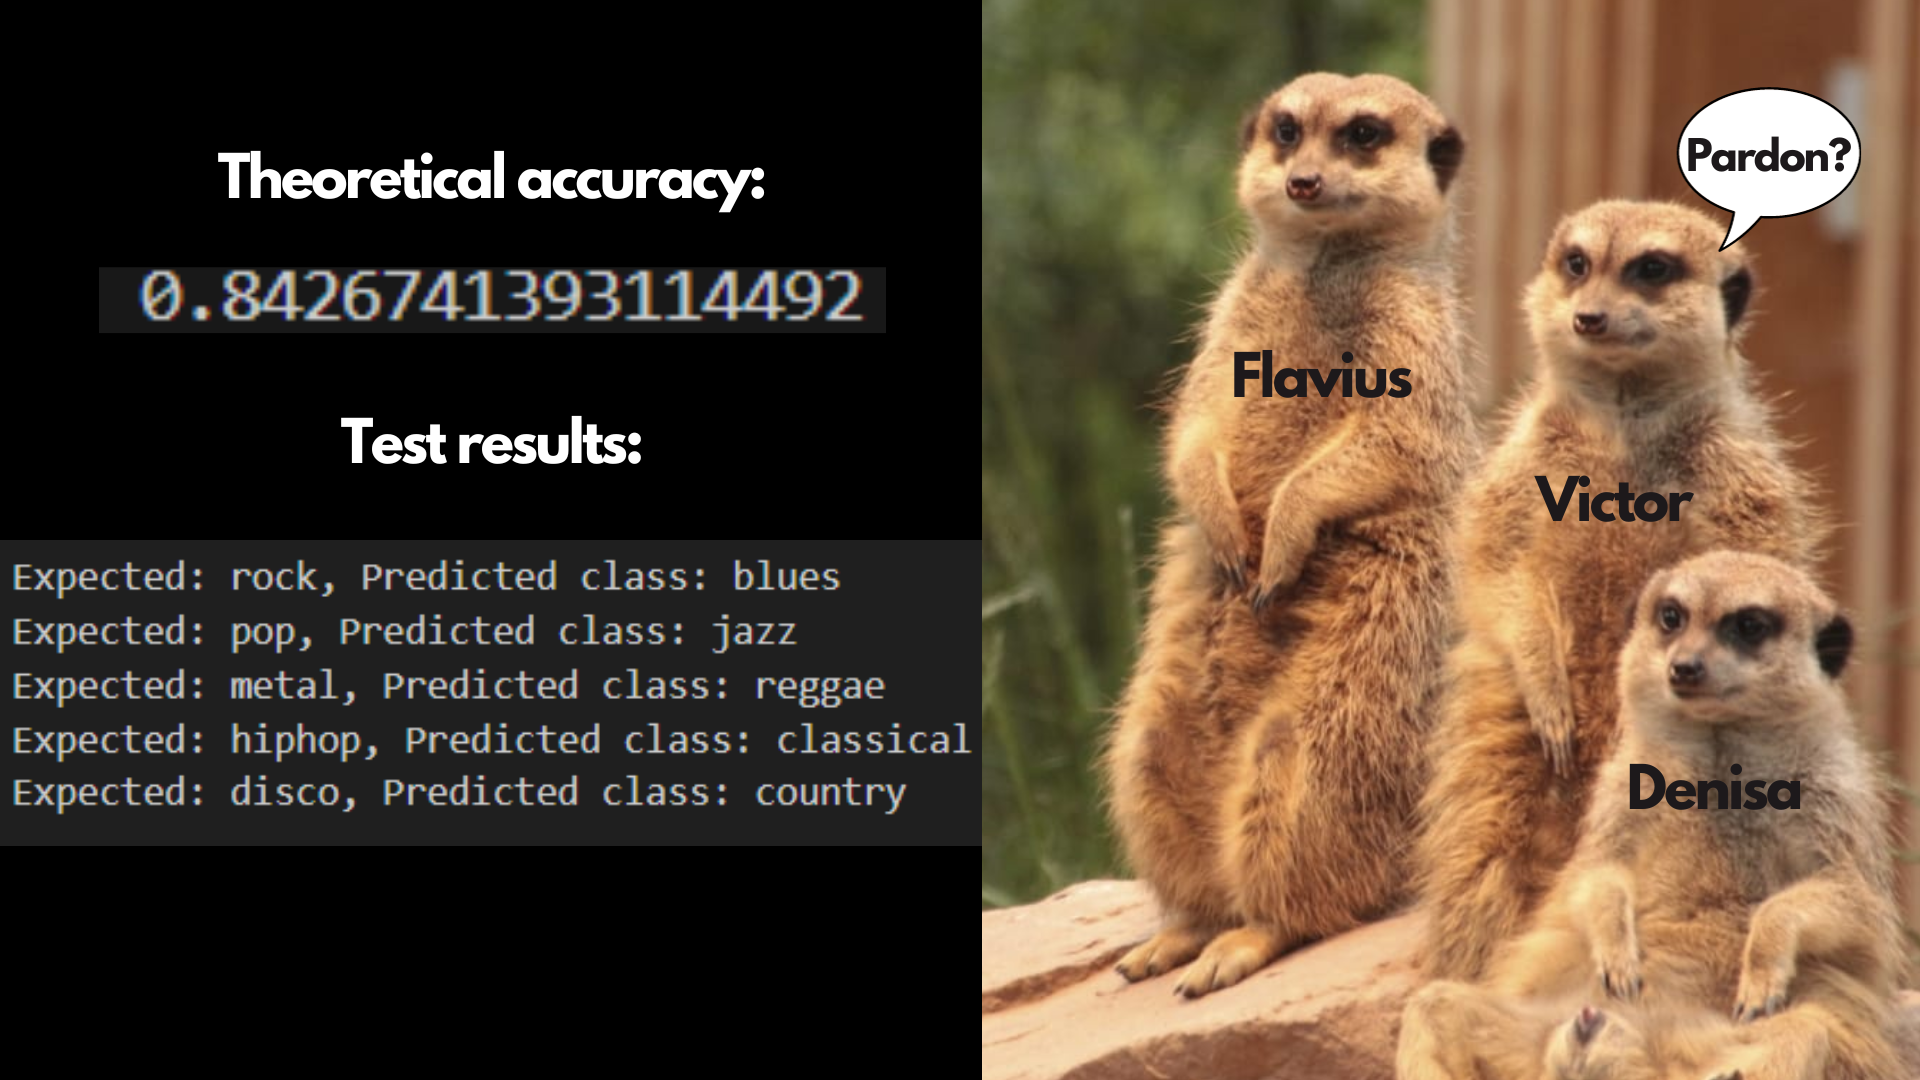 Theoretical accuracy:
0.8426741393114492
Test results:
Expected: rock, Predicted class: blues
Expected: pop, Predicted class: jazz
Expected: metal, Predicted class: reggae
Expected: hiphop, Predicted class: classical
Expected: disco, Predicted class: country
Pardon?
Flavius
Victor
Denisa